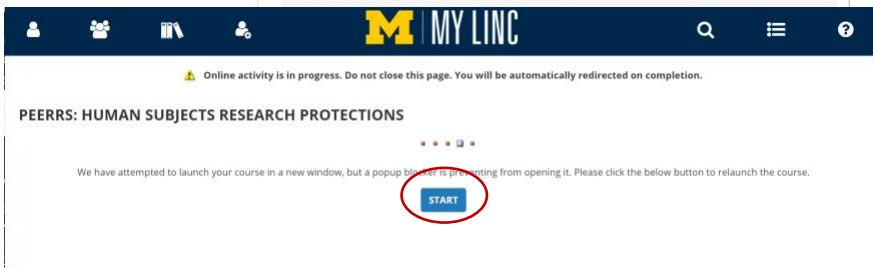 M MY LINC
Online activity is in progress. Do not close this page. You will be automatically redirected on completion.
PEERRS: HUMAN SUBJECTS RESEARCH PROTECTIONS
We have attempted to launch your course in a new window, but a popup blocker is preventing from opening it. Please click the below button to relaunch the course.
START